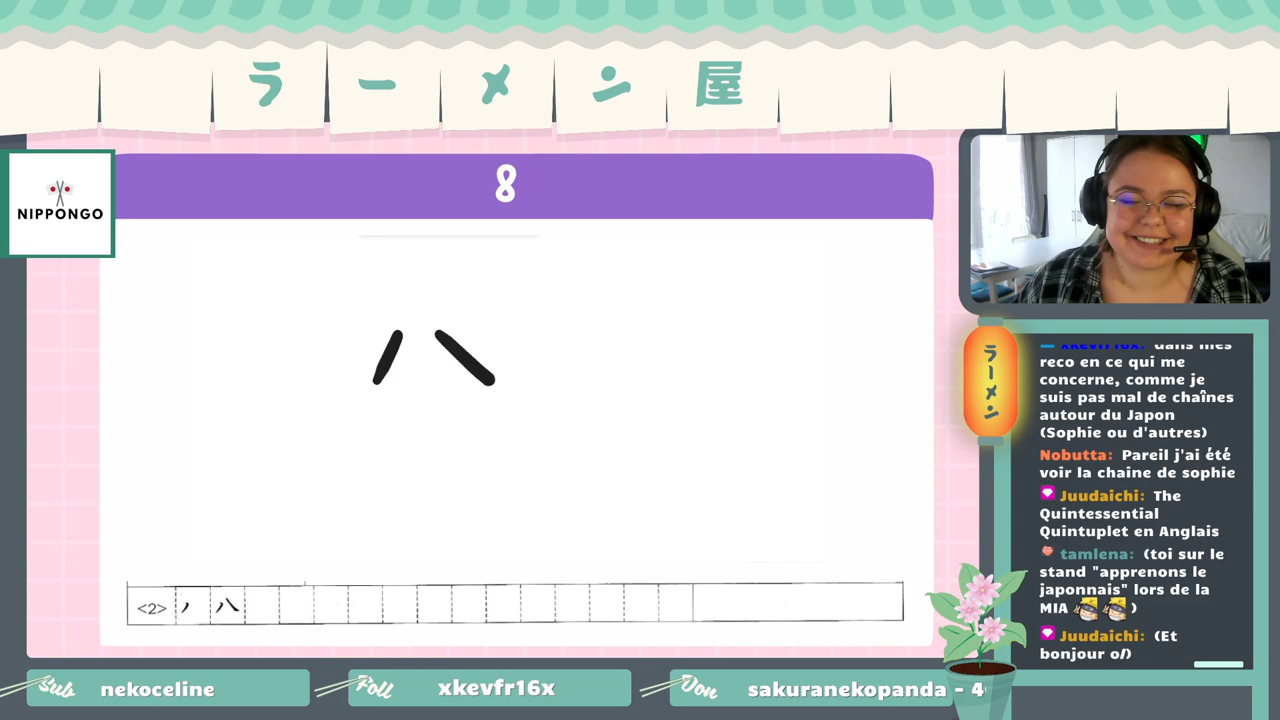 ラーメン屋
NIPPONGO
8
八
<2> ノ 八
ラーメン
xkevfr16x: dans mes
reco en ce qui me
concerne, comme je
suis pas mal de chaînes
autour du Japon
(Sophie ou d'autres)
Nobutta: Pareil j'ai été
voir la chaine de sophie
Juudaichi: The
Quintessential
Quintuplet en Anglais
tamlena: (toi sur le
stand "apprenons le
japonnais" lors de la
MIA )
Juudaichi: (Et
bonjour o/)
Sub nekoceline
Foll xkevfr16x
Don sakuranekopanda - 4